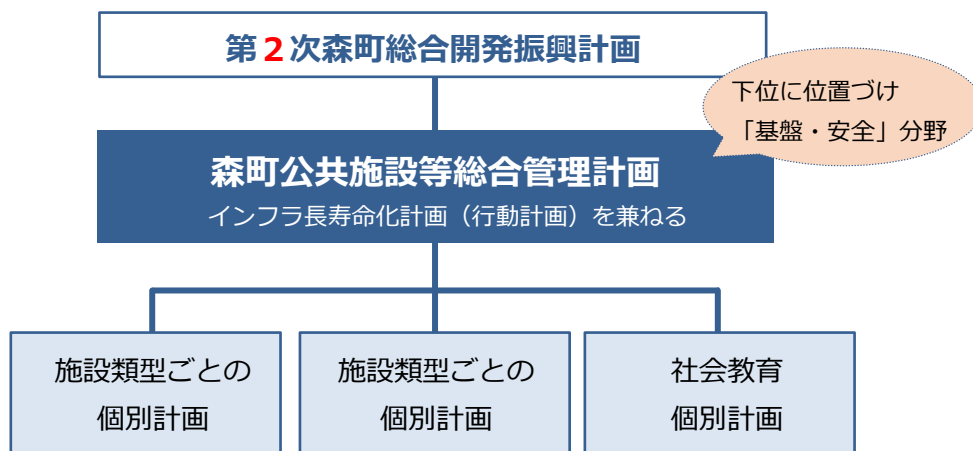 第2次森町総合開発振興計画
下位に位置づけ
「基盤・安全」分野
森町公共施設等総合管理計画
インフラ長寿命化計画（行動計画）を兼ねる
施設類型ごとの
個別計画
施設類型ごとの
個別計画
社会教育
個別計画